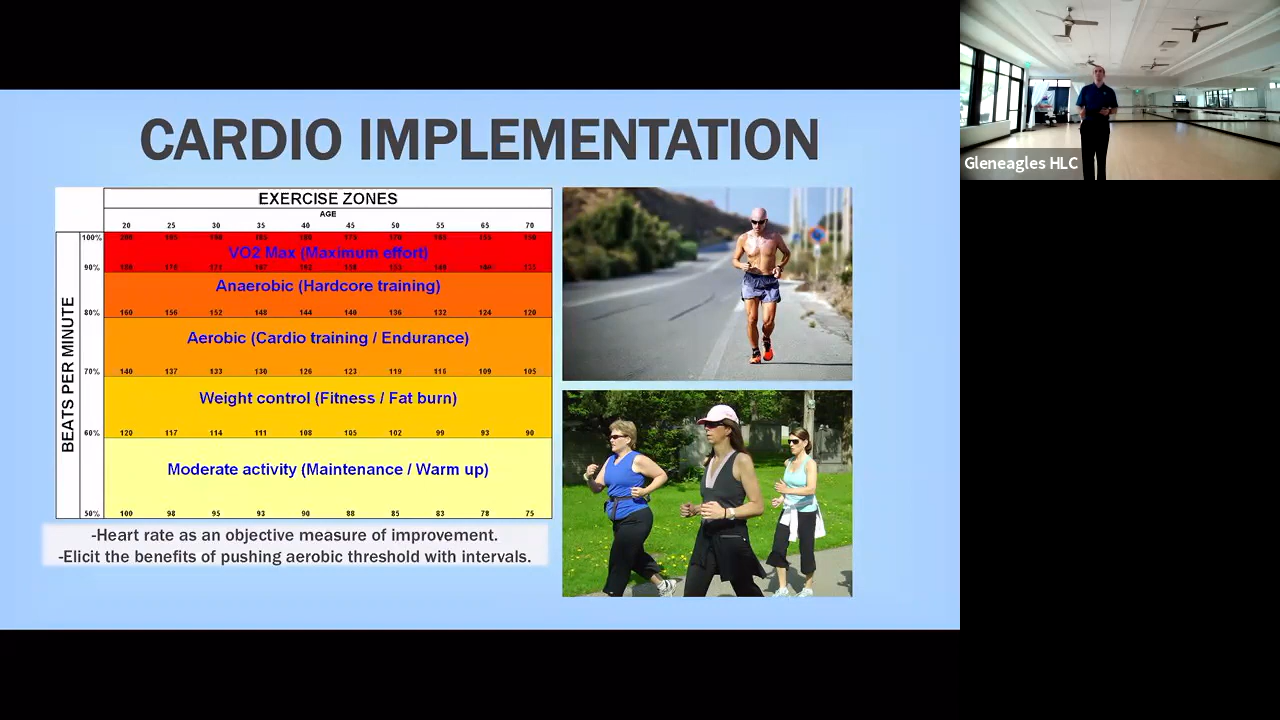 CARDIO IMPLEMENTATION
EXERCISE ZONES
AGE
20 25 30 35 40 45 50 55 65 70
100%
VO2 Max (Maximum effort)
90%
Anaerobic (Hardcore training)
80% 160 156 152 148 144 140 136 132 124 120
Aerobic (Cardio training / Endurance)
70% 140 137 133 130 126 123 119 116 109 105
Weight control (Fitness / Fat burn)
60% 120 117 114 111 108 105 102 99 93 90
Moderate activity (Maintenance / Warm up)
50% 100 98 95 93 90 88 85 83 78 75
BEATS PER MINUTE
-Heart rate as an objective measure of improvement.
-Elicit the benefits of pushing aerobic threshold with intervals.
Gleneagles HLC